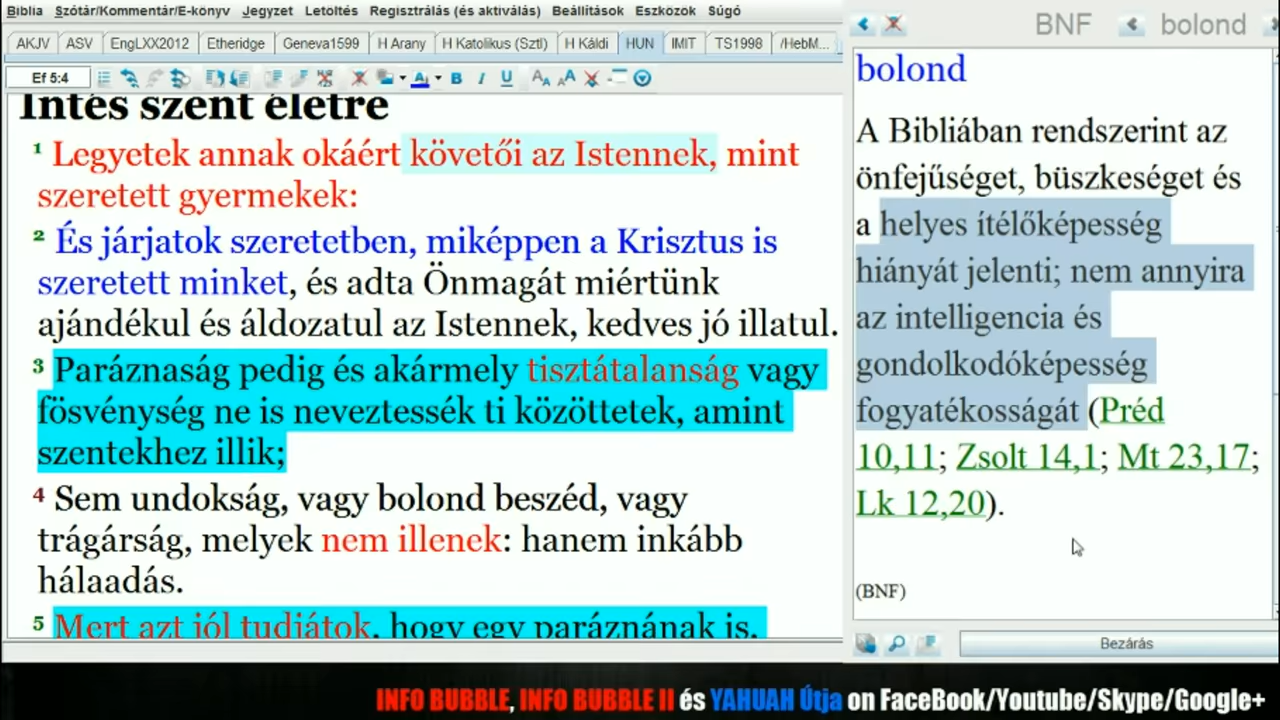 Biblia Szótár/Kommentár/E-könyv Jegyzet Letöltés Regisztrálás (és aktiválás) Beállítások Eszközök Súgó
AKJV ASV EngLXX2012 Etheridge Geneva1599 H Arany H Katolikus (Sztl) H Káldi HUN IMIT TS1998 /HebM...
Ef 5:4
Intés szent életre
1 Legyetek annak okáért követői az Istennek, mint
szeretett gyermekek:
2 És járjatok szeretetben, miképpen a Krisztus is
szeretett minket, és adta Önmagát miértünk
ajándékul és áldozatul az Istennek, kedves jó illatul.
3 Paráznaság pedig és akármely tisztátalanság vagy
fösvénység ne is neveztessék ti közöttetek, amint
szentekhez illik;
4 Sem undokság, vagy bolond beszéd, vagy
trágárság, melyek nem illenek: hanem inkább
hálaadás.
5 Mert azt jól tudjátok, hogy egy paráznának is,
BNF bolond
bolond
A Bibliában rendszerint az
önfejűséget, büszkeséget és
a helyes ítélőképesség
hiányát jelenti; nem annyira
az intelligencia és
gondolkodóképesség
fogyatékosságát (Préd
10,11; Zsolt 14,1; Mt 23,17;
Lk 12,20).
(BNF)
Bezárás
INFO BUBBLE, INFO BUBBLE II és YAHUAH Útja on FaceBook/Youtube/Skype/Google+